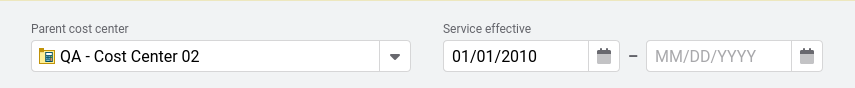 Parent cost center
Service effective
QA - Cost Center 02
01/01/2010
–
MM/DD/YYYY